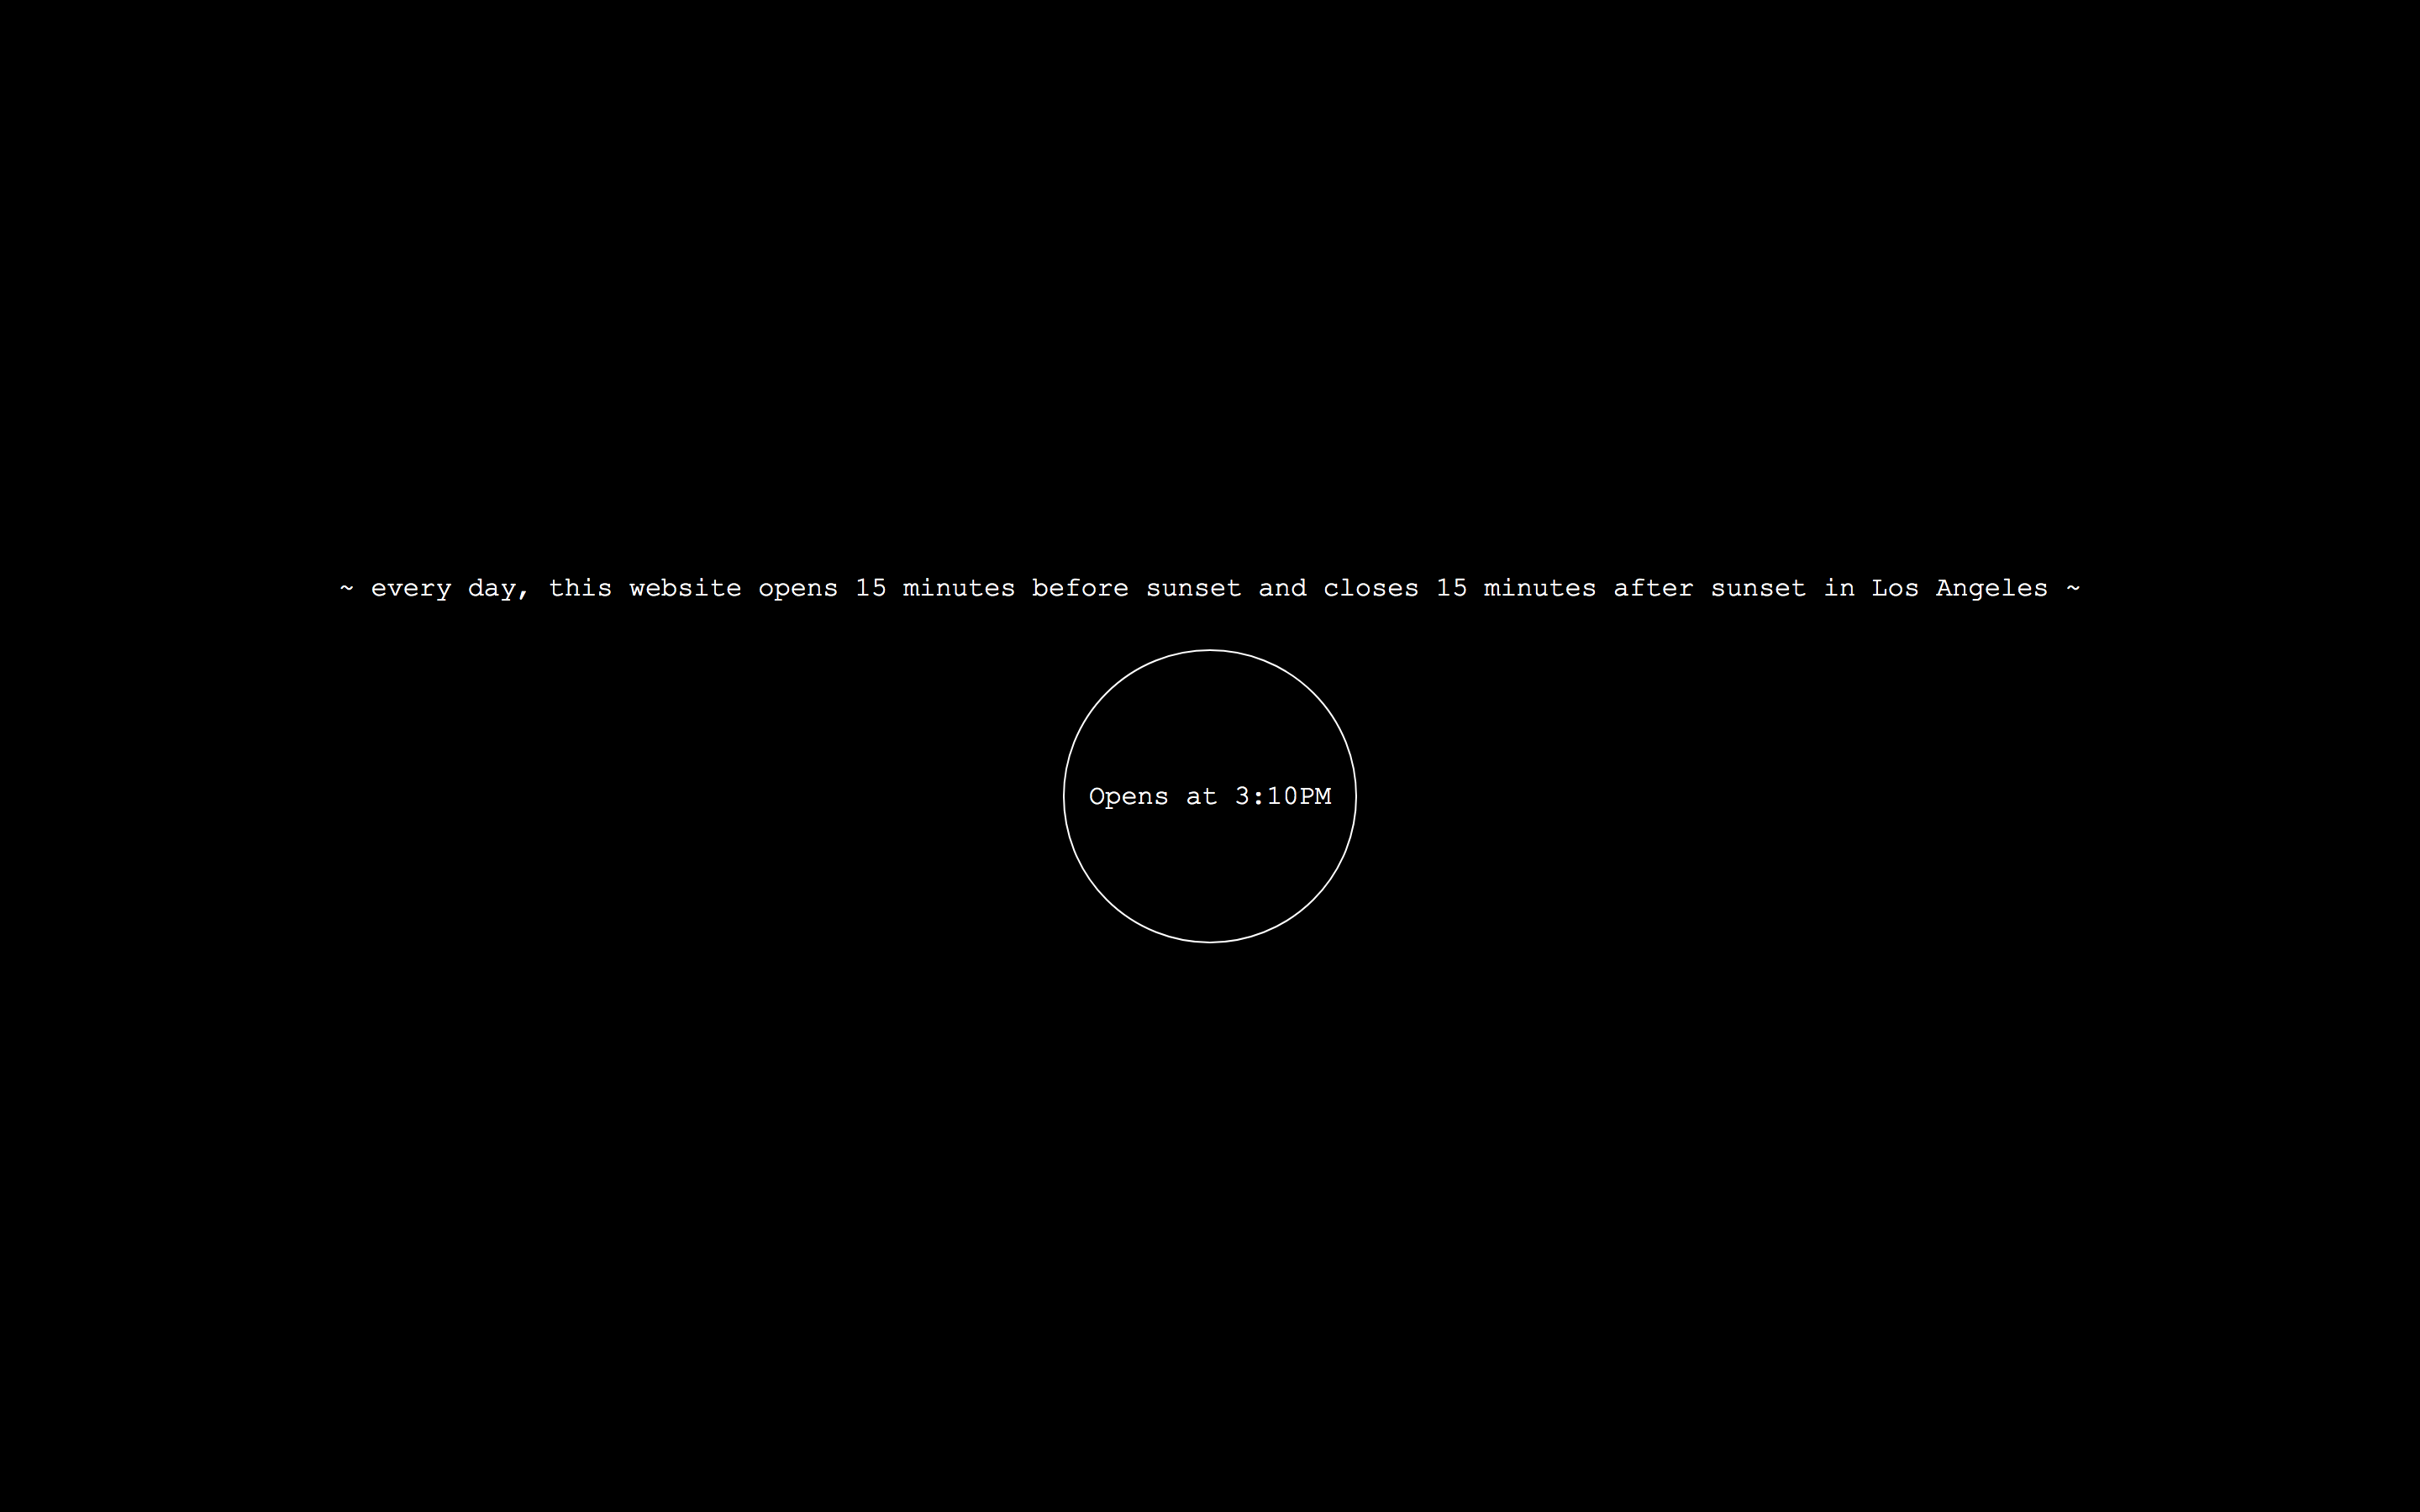 ~ every day, this website opens 15 minutes before sunset and closes 15 minutes after sunset in Los Angeles ~
Opens at 3:10PM